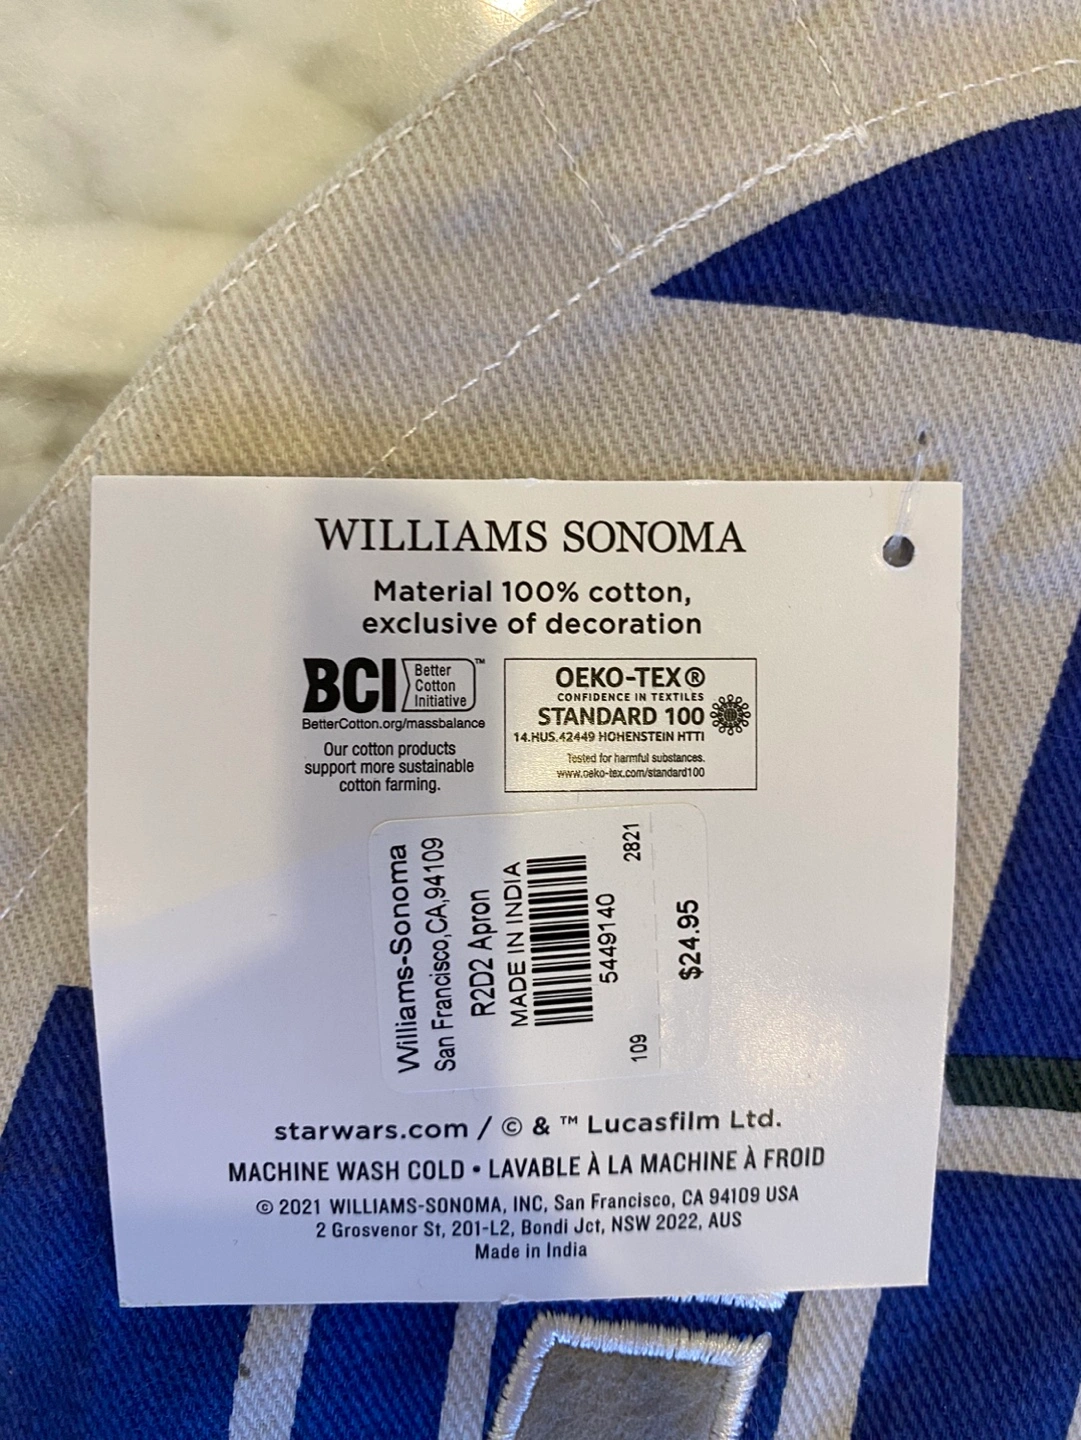 WILLIAMS SONOMA
Material 100% cotton,
exclusive of decoration
BCI Better Cotton Initiative™
BetterCotton.org/massbalance
Our cotton products
support more sustainable
cotton farming.
OEKO-TEX®
CONFIDENCE IN TEXTILES
STANDARD 100
14.HUS.42449 HOHENSTEIN HTTI
Tested for harmful substances.
www.oeko-tex.com/standard100
Williams-Sonoma
San Francisco,CA,94109
R2D2 Apron
MADE IN INDIA
5449140
109 2821
$24.95
starwars.com / © & ™ Lucasfilm Ltd.
MACHINE WASH COLD • LAVABLE À LA MACHINE À FROID
© 2021 WILLIAMS-SONOMA, INC, San Francisco, CA 94109 USA
2 Grosvenor St, 201-L2, Bondi Jct, NSW 2022, AUS
Made in India